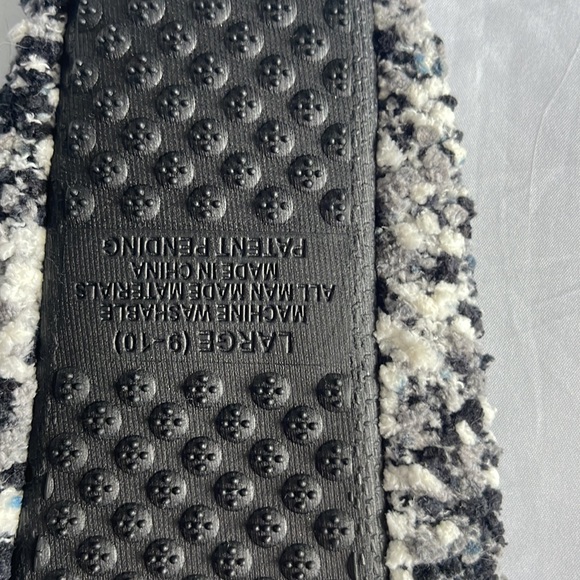 LARGE (9-10)
MACHINE WASHABLE
ALL MAN MADE MATERIALS
MADE IN CHINA
PATENT PENDING